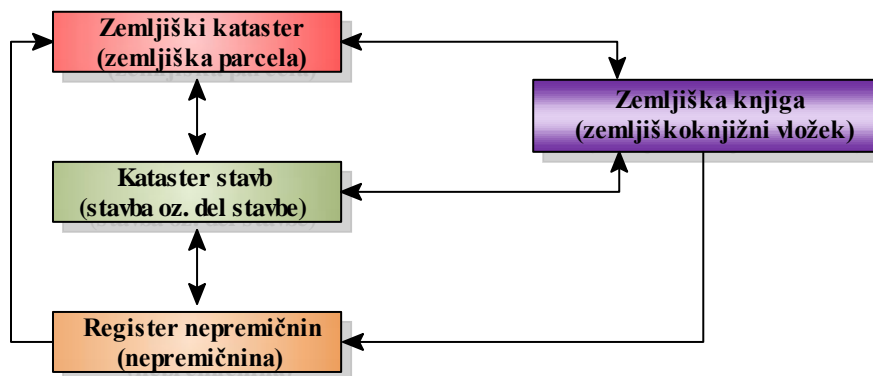 Zemljiški kataster
(zemljiška parcela)
Zemljiška knjiga
(zemljiškoknjižni vložek)
Kataster stavb
(stavba oz. del stavbe)
Register nepremičnin
(nepremičnina)